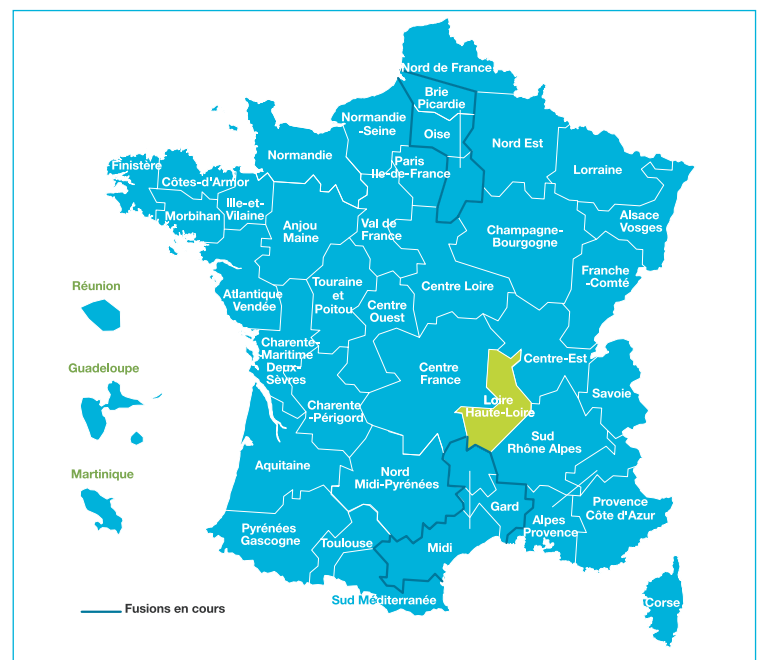 Nord de France
Brie
Picardie
Normandie
-Seine
Oise
Nord Est
Normandie
Paris
Ile-de-France
Lorraine
Finistère
Côtes-d'Armor
Ille-et-
Vilaine
Morbihan
Anjou
Maine
Val de
France
Champagne-
Bourgogne
Alsace
Vosges
Franche
-Comté
Réunion
Atlantique
Vendée
Touraine
et
Poitou
Centre
Ouest
Centre Loire
Charente-
Maritime
Deux-
Sèvres
Centre
France
Centre-Est
Guadeloupe
Loire
Haute-Loire
Savoie
Charente
-Périgord
Sud
Rhône Alpes
Martinique
Aquitaine
Nord
Midi-Pyrénées
Gard
Provence
Côte d'Azur
Alpes
Provence
Pyrénées
Gascogne
Toulouse
Midi
Sud Méditerranée
Corse
Fusions en cours